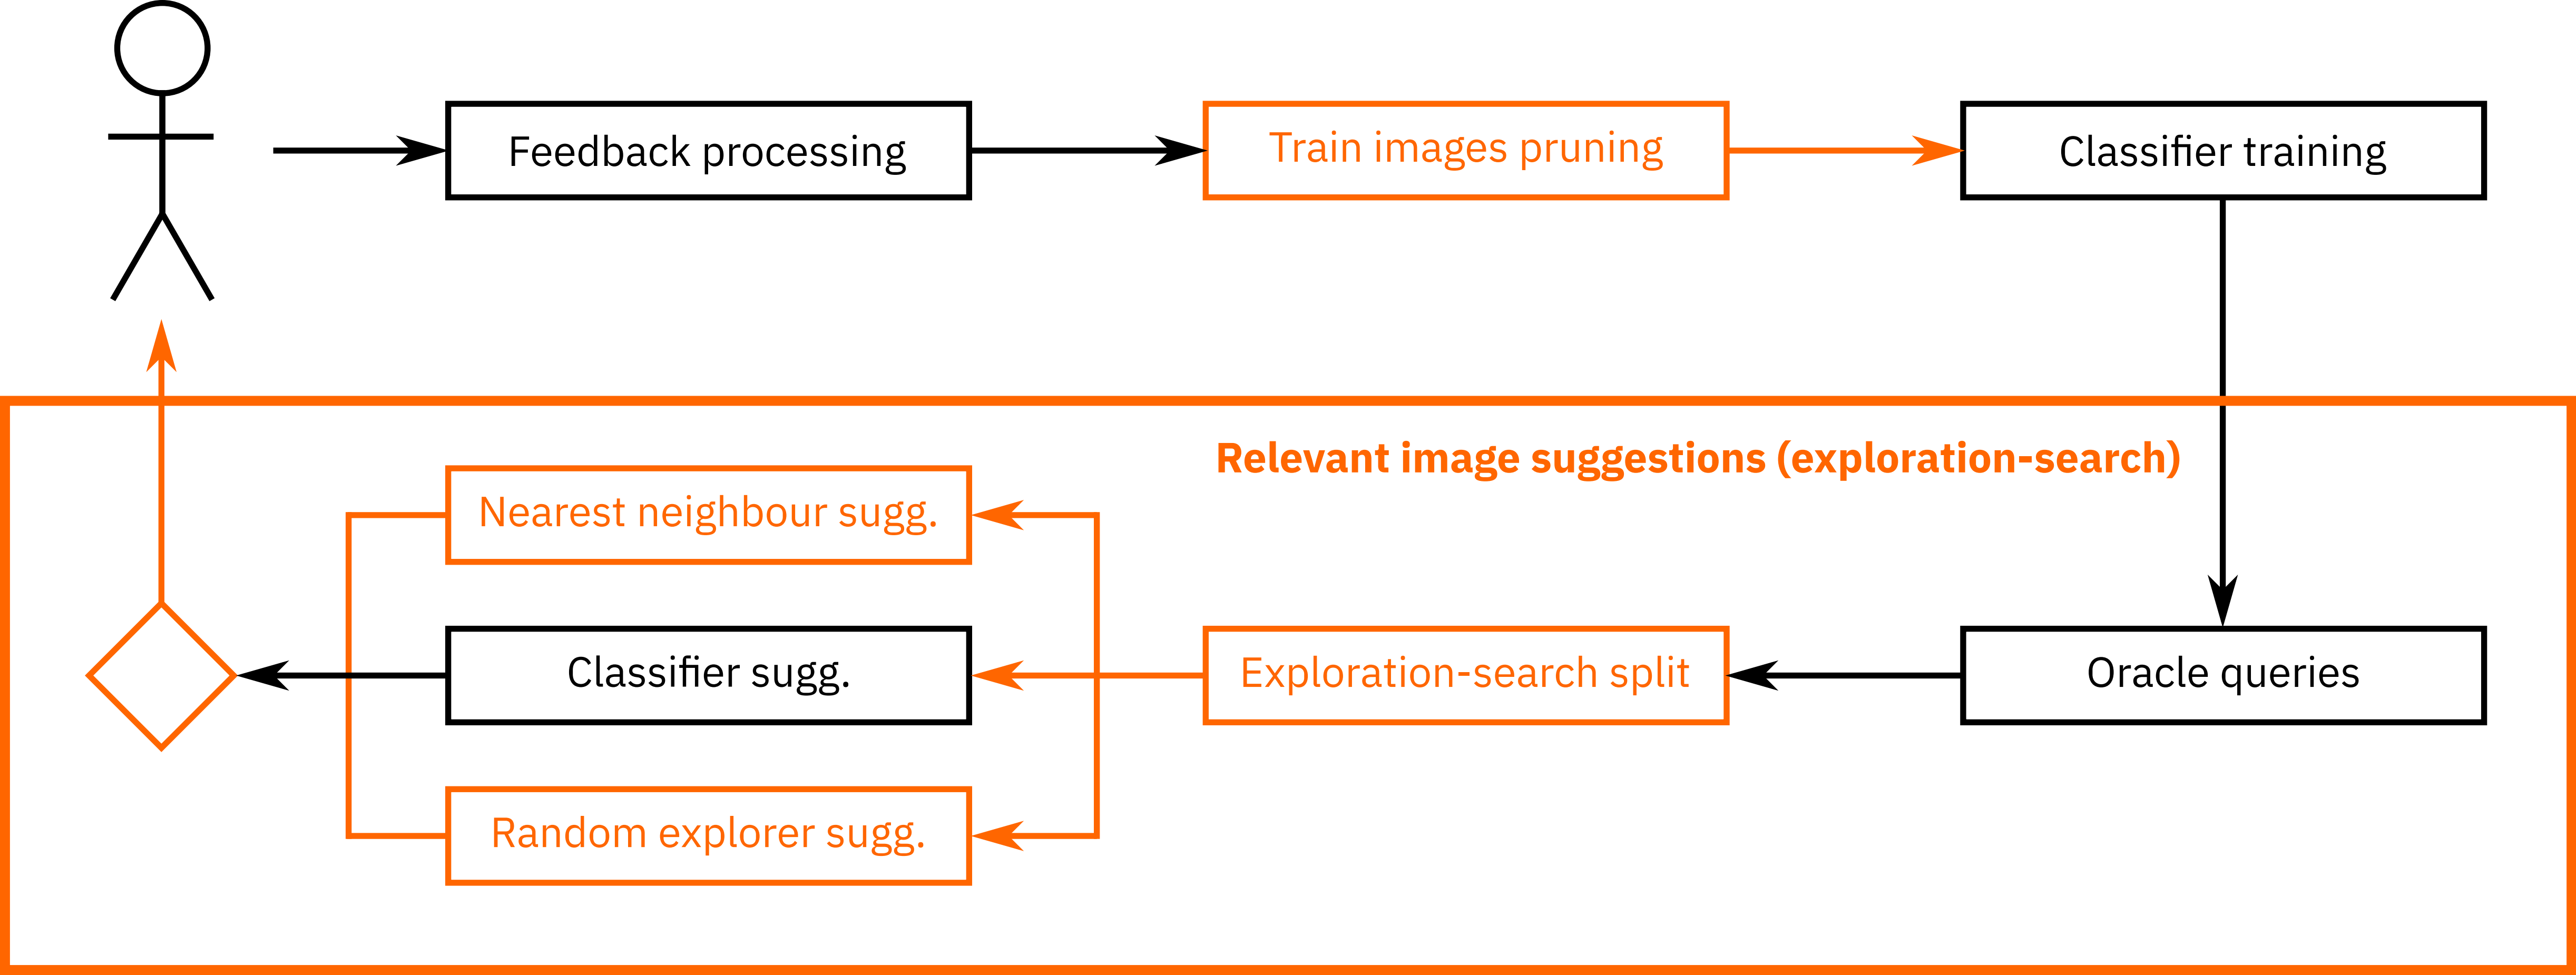 Feedback processing
Train images pruning
Classifier training
Relevant image suggestions (exploration-search)
Nearest neighbour sugg.
Classifier sugg.
Exploration-search split
Oracle queries
Random explorer sugg.